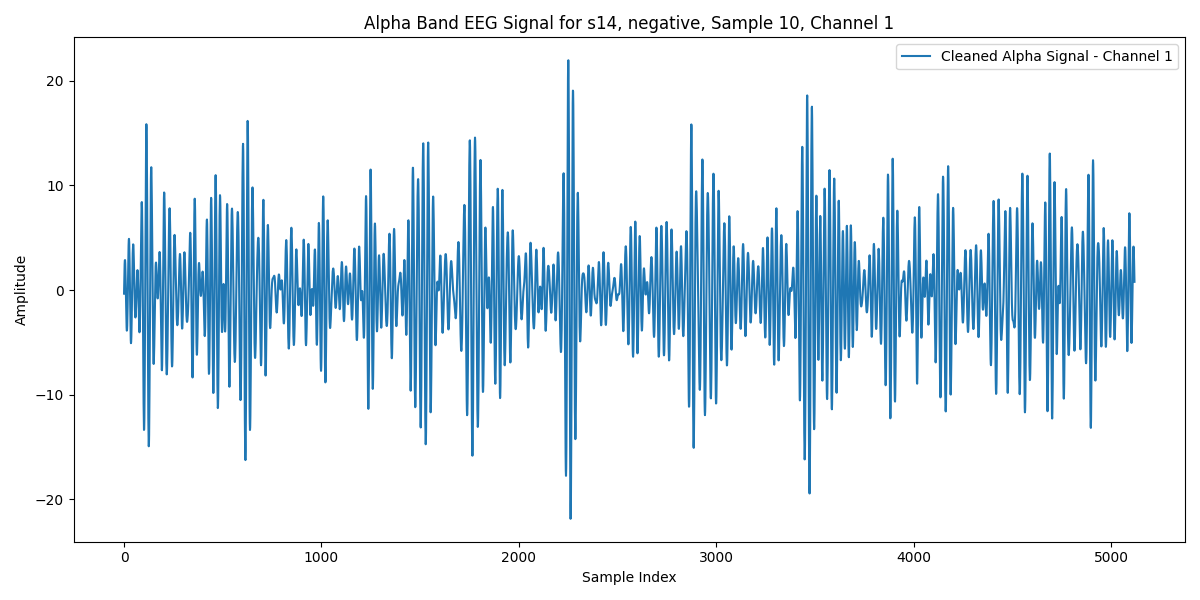 Alpha Band EEG Signal for s14, negative, Sample 10, Channel 1
Cleaned Alpha Signal - Channel 1
Amplitude
20
10
0
−10
−20
0 1000 2000 3000 4000 5000
Sample Index